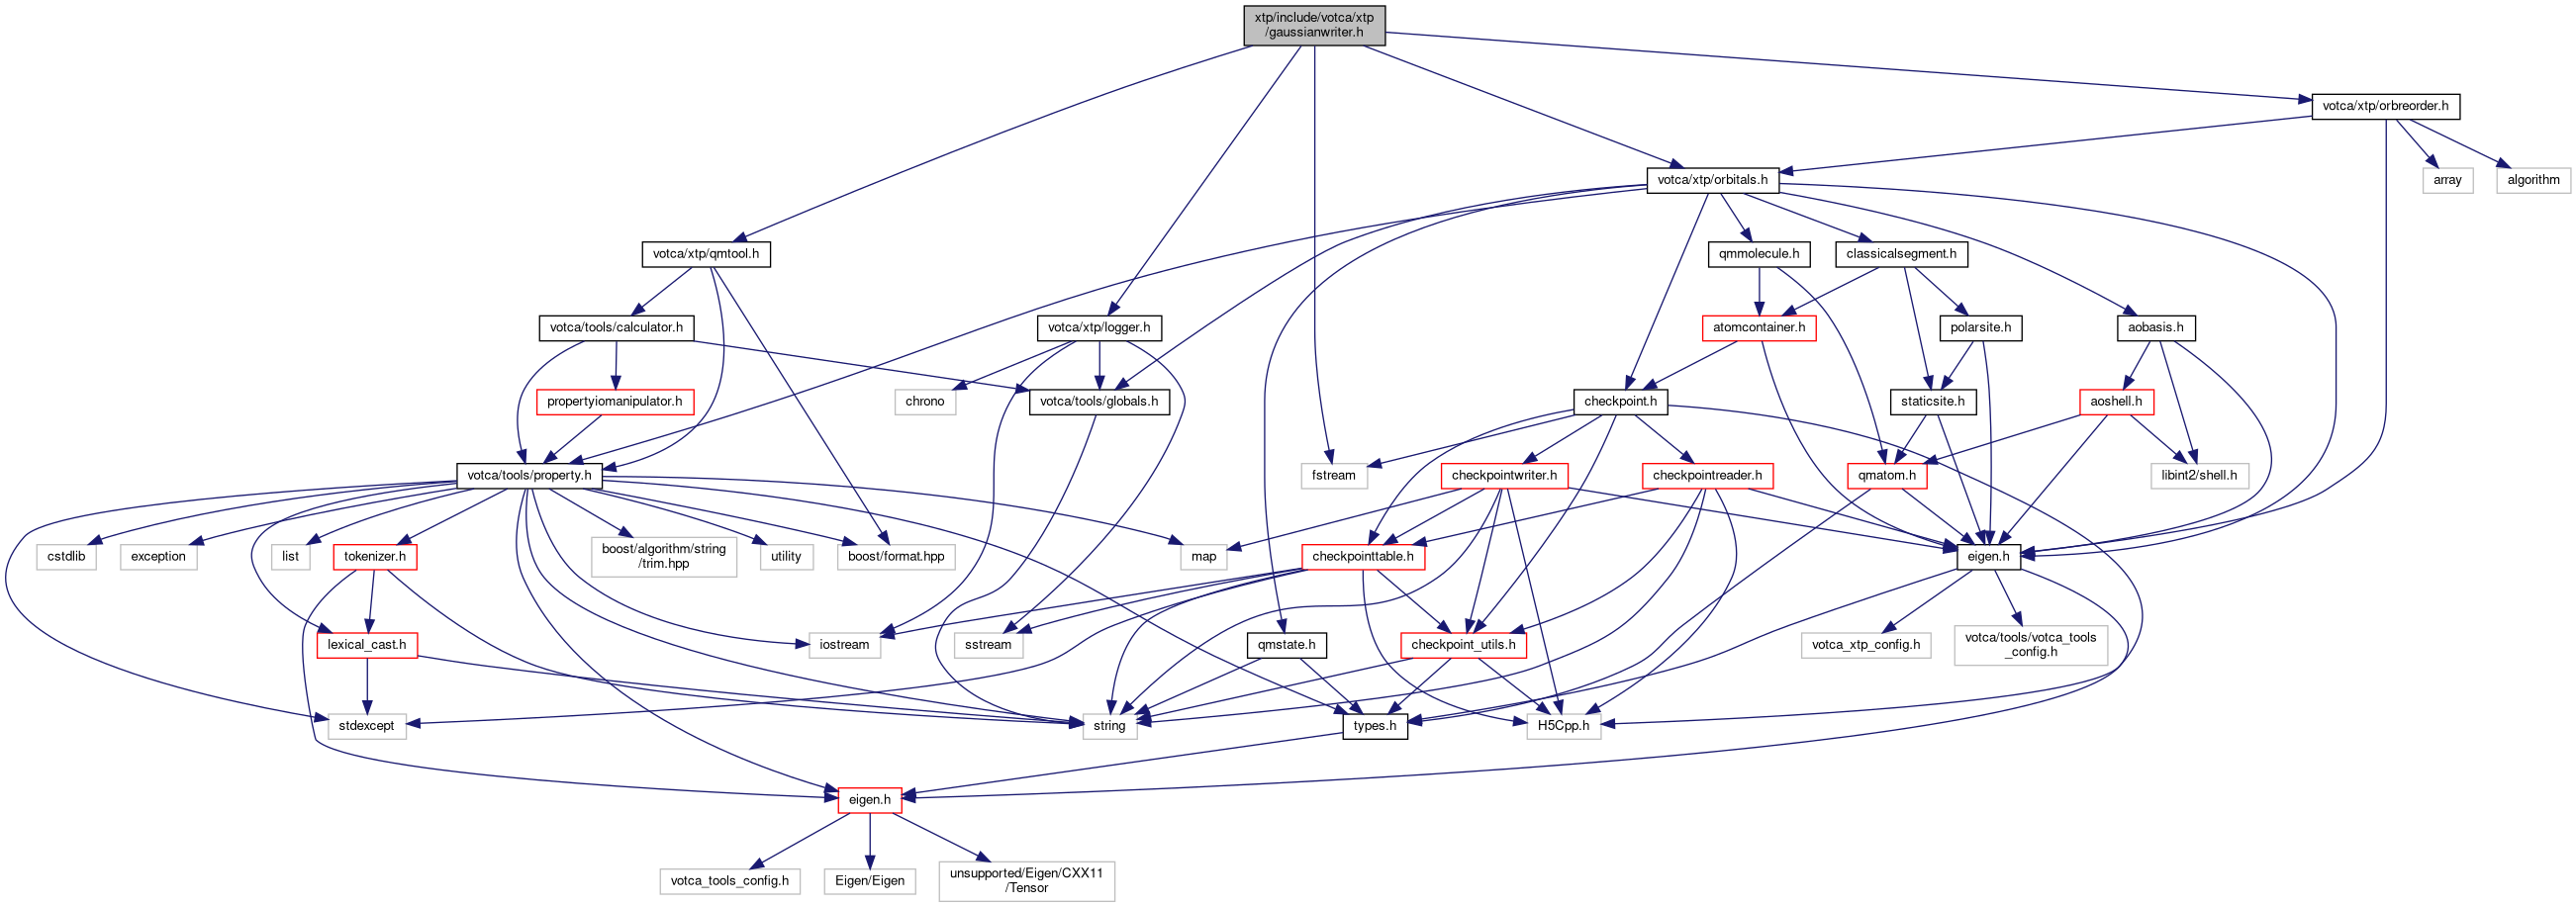 xtp/include/votca/xtp
/gaussianwriter.h
votca/xtp/orbreorder.h
votca/xtp/orbitals.h
array
algorithm
votca/xtp/qmtool.h
qmmolecule.h
classicalsegment.h
votca/tools/calculator.h
votca/xtp/logger.h
atomcontainer.h
polarsite.h
aobasis.h
propertyiomanipulator.h
chrono
votca/tools/globals.h
checkpoint.h
staticsite.h
aoshell.h
votca/tools/property.h
fstream
checkpointwriter.h
checkpointreader.h
qmatom.h
libint2/shell.h
cstdlib
exception
list
tokenizer.h
boost/algorithm/string
/trim.hpp
utility
boost/format.hpp
map
checkpointtable.h
eigen.h
lexical_cast.h
iostream
sstream
qmstate.h
checkpoint_utils.h
votca_xtp_config.h
votca/tools/votca_tools
_config.h
stdexcept
string
types.h
H5Cpp.h
eigen.h
votca_tools_config.h
Eigen/Eigen
unsupported/Eigen/CXX11
/Tensor